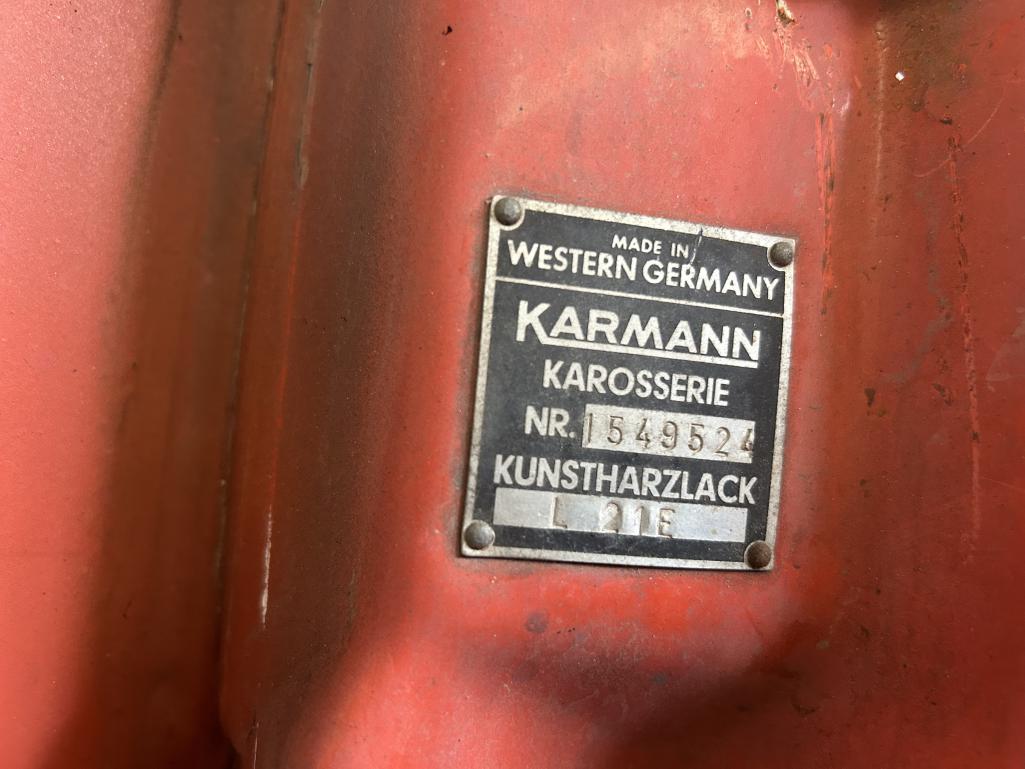 MADE IN
WESTERN GERMANY
KARMANN
KAROSSERIE
NR. 1549524
KUNSTHARZLACK
L 21E